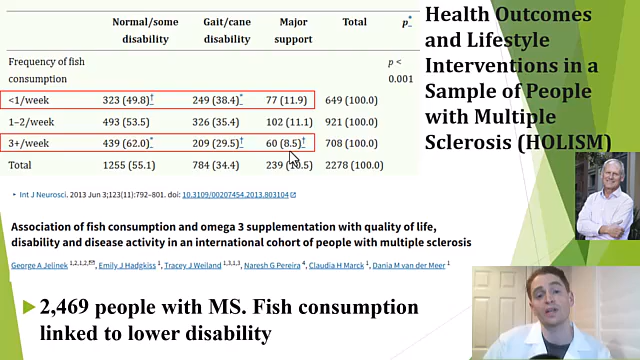 Normal/some disability Gait/cane disability Major support Total p*
Frequency of fish consumption p < 0.001
<1/week 323 (49.8)† 249 (38.4)* 77 (11.9) 649 (100.0)
1–2/week 493 (53.5) 326 (35.4) 102 (11.1) 921 (100.0)
3+/week 439 (62.0)* 209 (29.5)† 60 (8.5)† 708 (100.0)
Total 1255 (55.1) 784 (34.4) 239 (10.5) 2278 (100.0)
Health Outcomes
and Lifestyle
Interventions in a
Sample of People
with Multiple
Sclerosis (HOLISM)
• Int J Neurosci. 2013 Jun 3;123(11):792–801. doi: 10.3109/00207454.2013.803104
Association of fish consumption and omega 3 supplementation with quality of life,
disability and disease activity in an international cohort of people with multiple sclerosis
George A Jelinek, Emily J Hadgkiss, Tracey J Weiland, Naresh G Pereira, Claudia H Marck, Dania M van der Meer
2,469 people with MS. Fish consumption
linked to lower disability